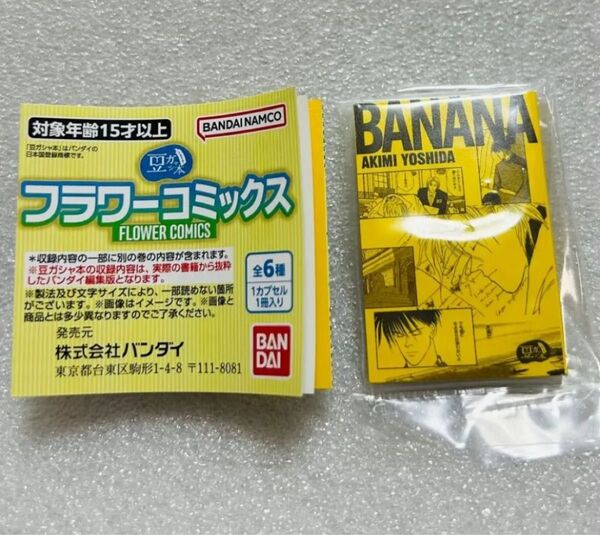 対象年齢15才以上
BANDAI NAMCO
「豆ガシャ本」はバンダイの
日本国登録商標です。
豆ガシャ本
フラワーコミックス
FLOWER COMICS
*収録内容の一部に別の巻の内容が含まれます。
※豆ガシャ本の収録内容は、実際の書籍から抜粋
したバンダイ編集版となります。
※製法及び文字サイズにより、一部読めない箇所
がございます。※画像はイメージです。※画像と
商品とは多少異なりますのでご了承ください。
全6種
1カプセル
1冊入り
発売元
株式会社バンダイ
東京都台東区駒形1-4-8 〒111-8081
BAN
DAI
BANANA
AKIMI YOSHIDA